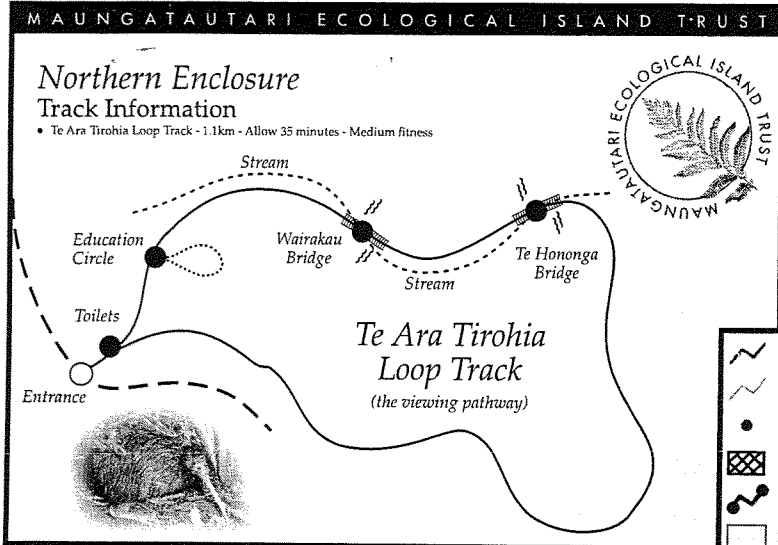 MAUNGATAUTARI ECOLOGICAL ISLAND TRUST
Northern Enclosure
Track Information
• Te Ara Tirohia Loop Track - 1.1km - Allow 35 minutes - Medium fitness
MAUNGATAUTARI ECOLOGICAL ISLAND TRUST
Stream
Education
Circle
Wairakau
Bridge
Te Hononga
Bridge
Stream
Toilets
Te Ara Tirohia
Loop Track
(the viewing pathway)
Entrance